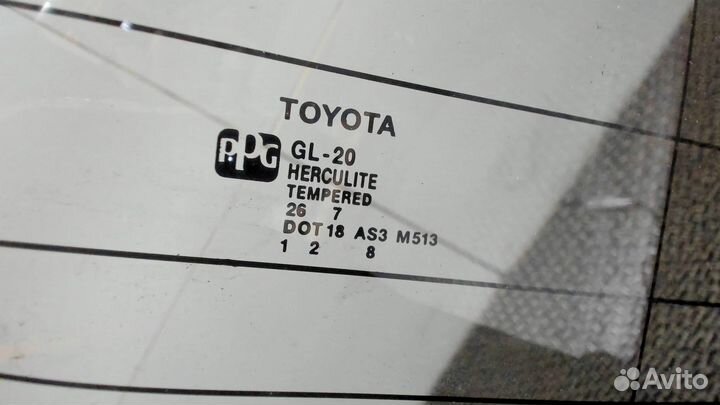 TOYOTA
PPG
GL-20
HERCULITE
TEMPERED
26 7
DOT 18 AS3 M513
1 2 8
Avito